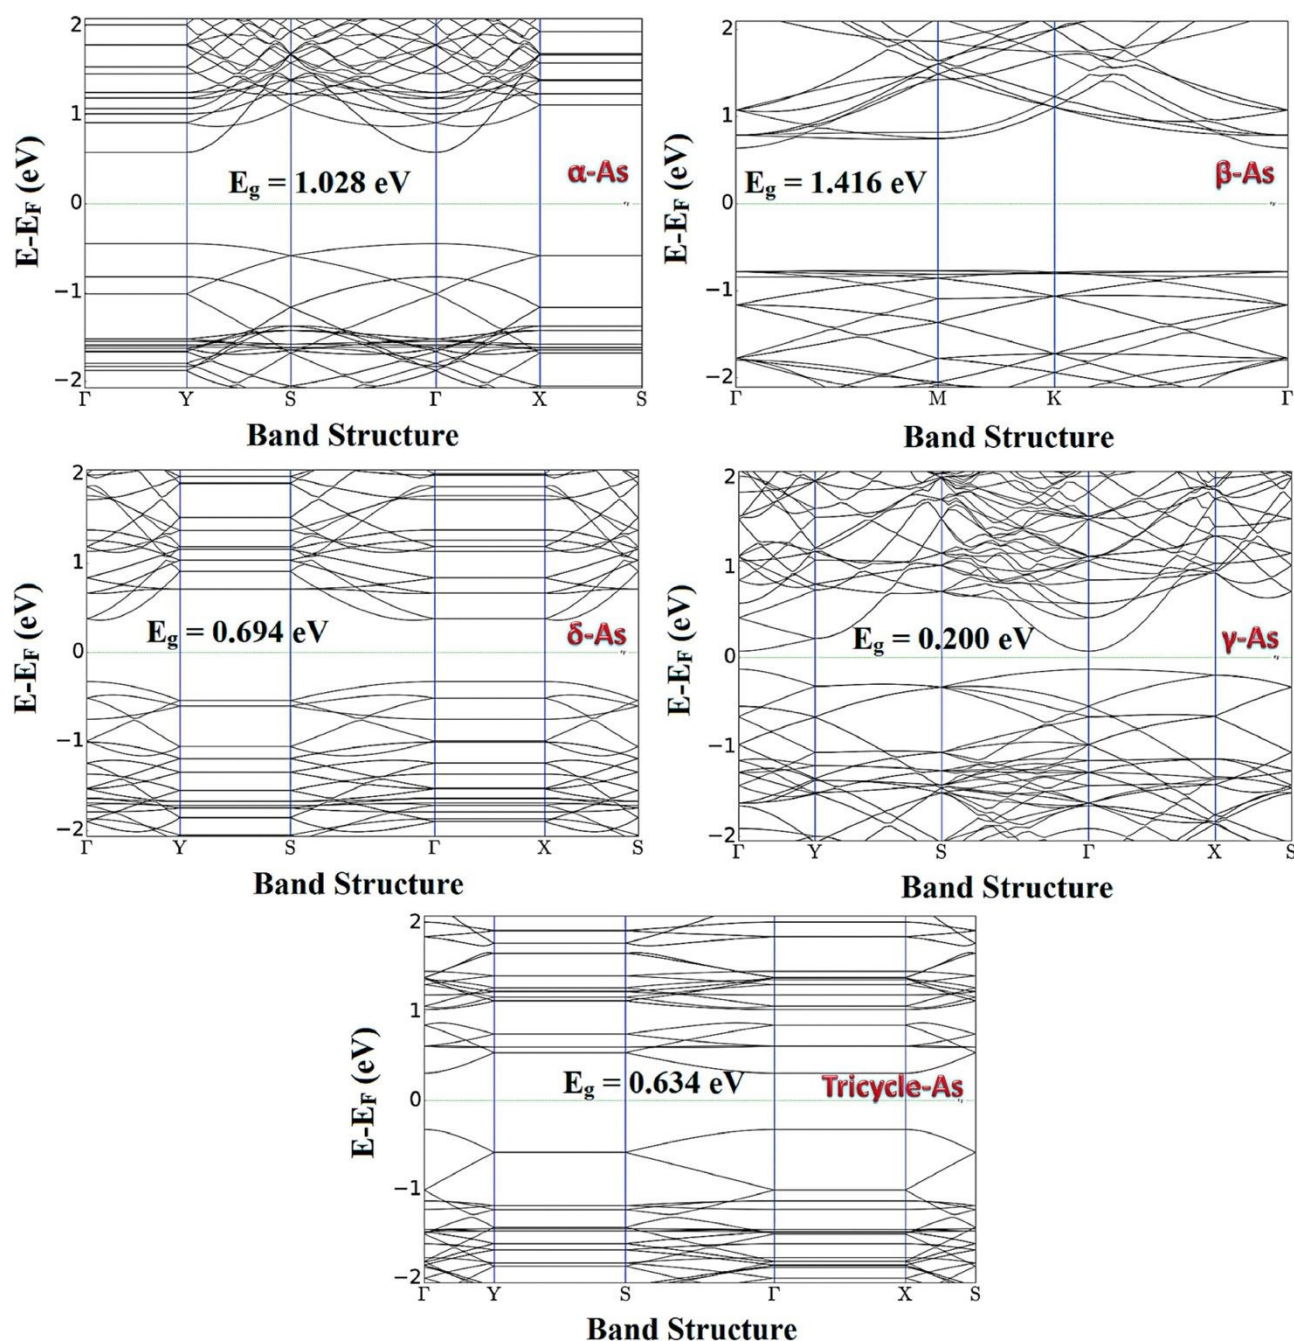 2
1
0
−1
−2
E-E_F (eV)
E_g = 1.028 eV
α-As
Γ Y S Γ X S
Band Structure
2
1
0
−1
−2
E-E_F (eV)
E_g = 1.416 eV
β-As
Γ M K Γ
Band Structure
2
1
0
−1
−2
E-E_F (eV)
E_g = 0.694 eV
δ-As
Γ Y S Γ X S
Band Structure
2
1
0
−1
−2
E-E_F (eV)
E_g = 0.200 eV
γ-As
Γ Y S Γ X S
Band Structure
2
1
0
−1
−2
E-E_F (eV)
E_g = 0.634 eV
Tricycle-As
Γ Y S Γ X S
Band Structure